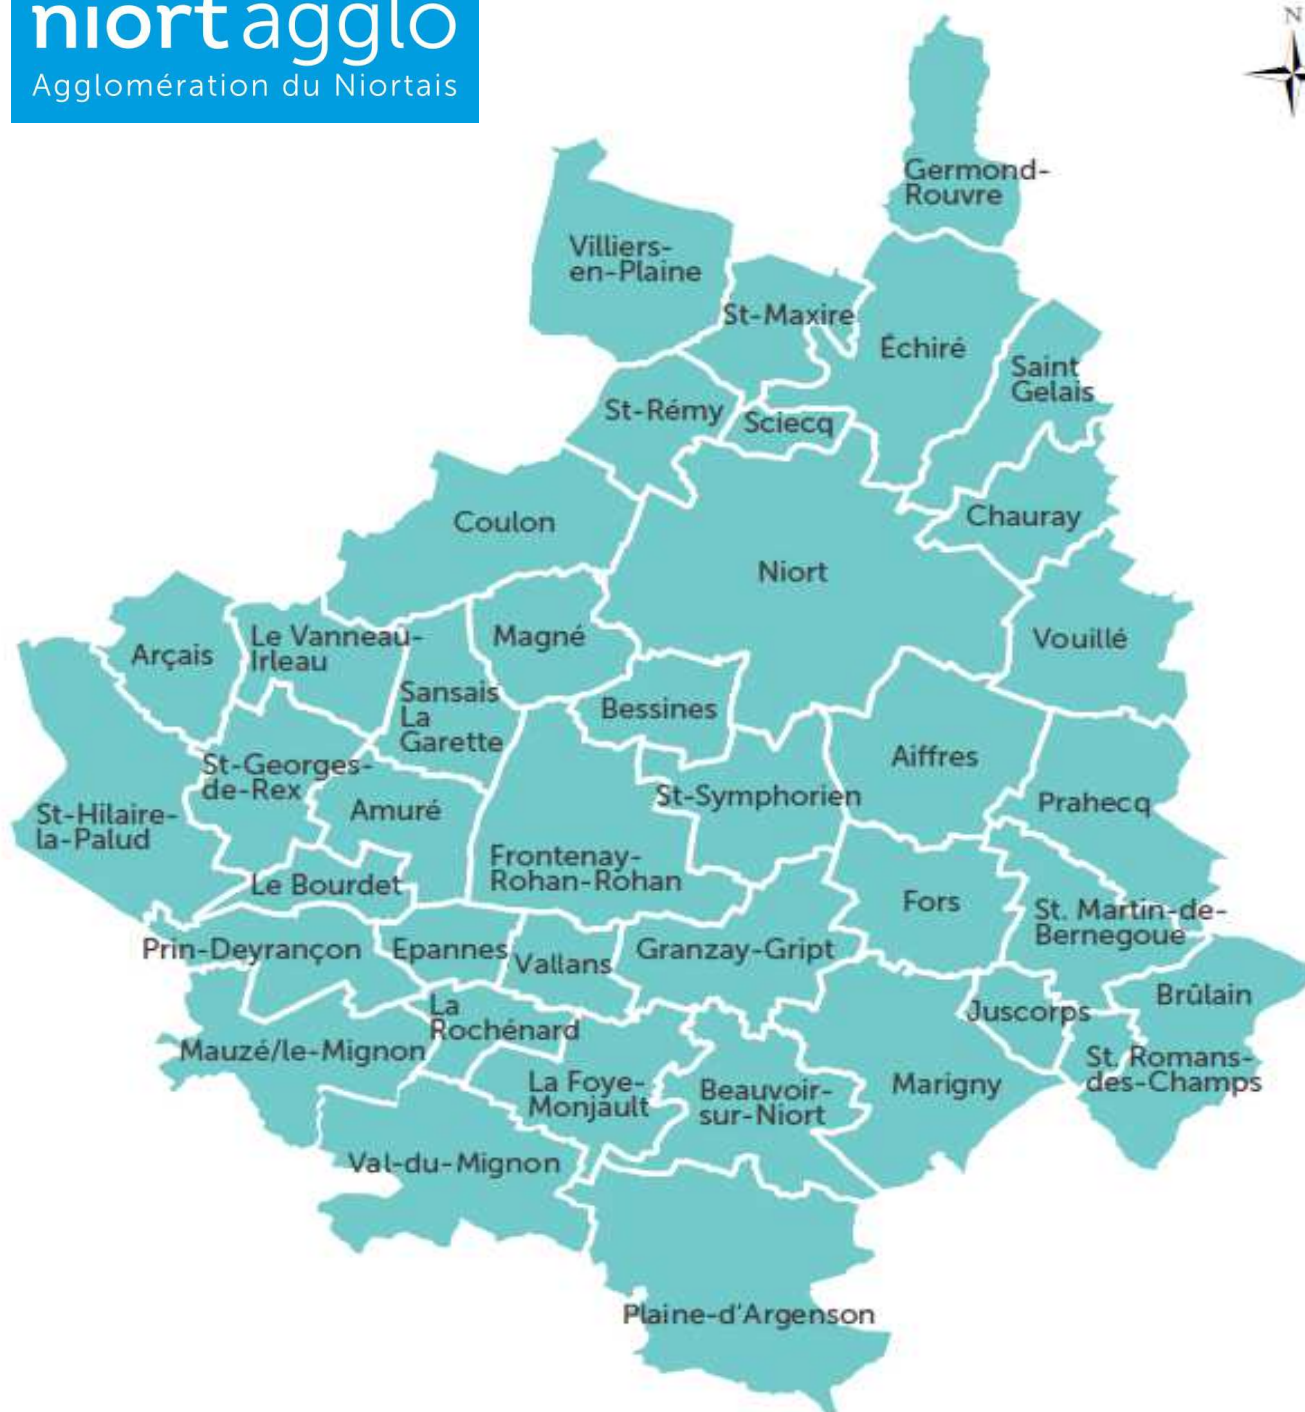 niort agglo
Agglomération du Niortais
N
Germond-
Rouvre
Villiers-
en-Plaine
St-Maxire
Échiré
Saint
Gelais
St-Rémy
Sciecq
Coulon
Chauray
Niort
Arçais
Le Vanneau-
Irleau
Magné
Vouillé
Sansais
La
Garette
Bessines
Aiffres
St-Georges-
de-Rex
St-Hilaire-
la-Palud
Amuré
St-Symphorien
Prahecq
Frontenay-
Rohan-Rohan
Le Bourdet
Fors
St. Martin-de-
Bernegoue
Prin-Deyrançon
Epannes
Vallans
Granzay-Gript
Brûlain
La
Rochénard
Juscorps
Mauzé/le-Mignon
St. Romans-
des-Champs
La Foye-
Monjault
Beauvoir-
sur-Niort
Marigny
Val-du-Mignon
Plaine-d'Argenson